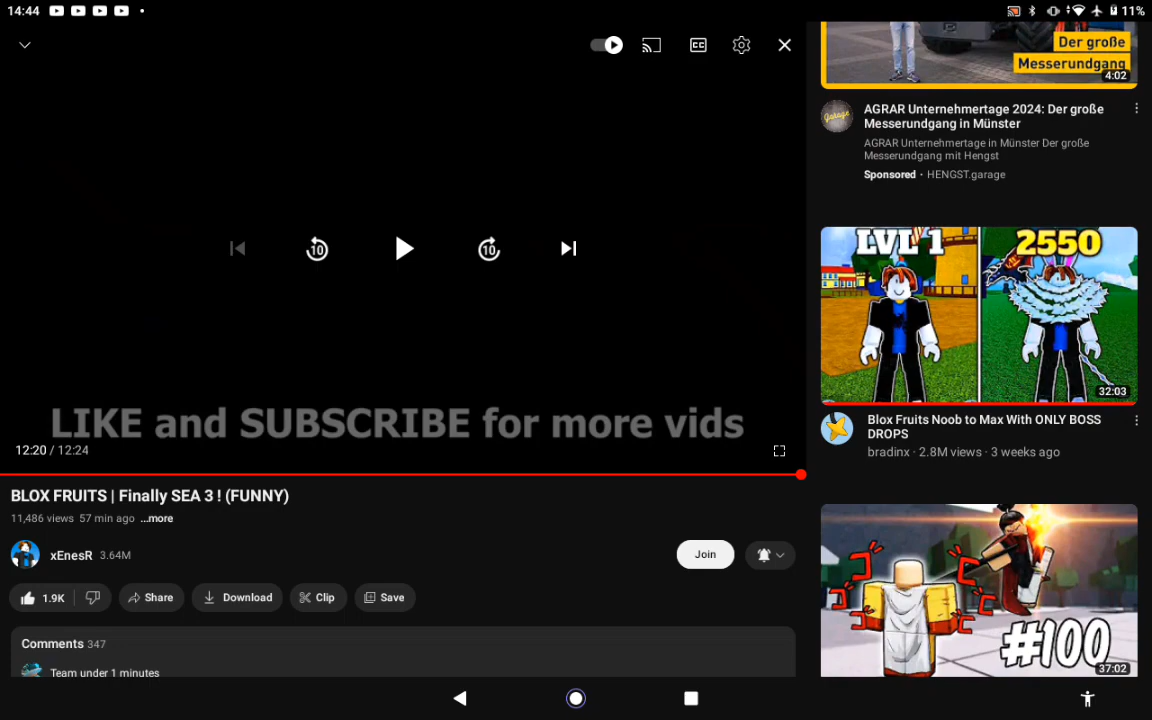 14:44
11%
LIKE and SUBSCRIBE for more vids
12:20 / 12:24
BLOX FRUITS | Finally SEA 3 ! (FUNNY)
11,486 views 57 min ago ...more
xEnesR 3.64M
Join
1.9K
Share
Download
Clip
Save
Comments 347
Team under 1 minutes
Der große
Messerundgang
4:02
Garage
AGRAR Unternehmertage 2024: Der große
Messerundgang in Münster
AGRAR Unternehmertage in Münster Der große
Messerundgang mit Hengst
Sponsored · HENGST.garage
LVL 1
2550
32:03
Blox Fruits Noob to Max With ONLY BOSS
DROPS
bradinx · 2.8M views · 3 weeks ago
#100
37:02
10
10
CC